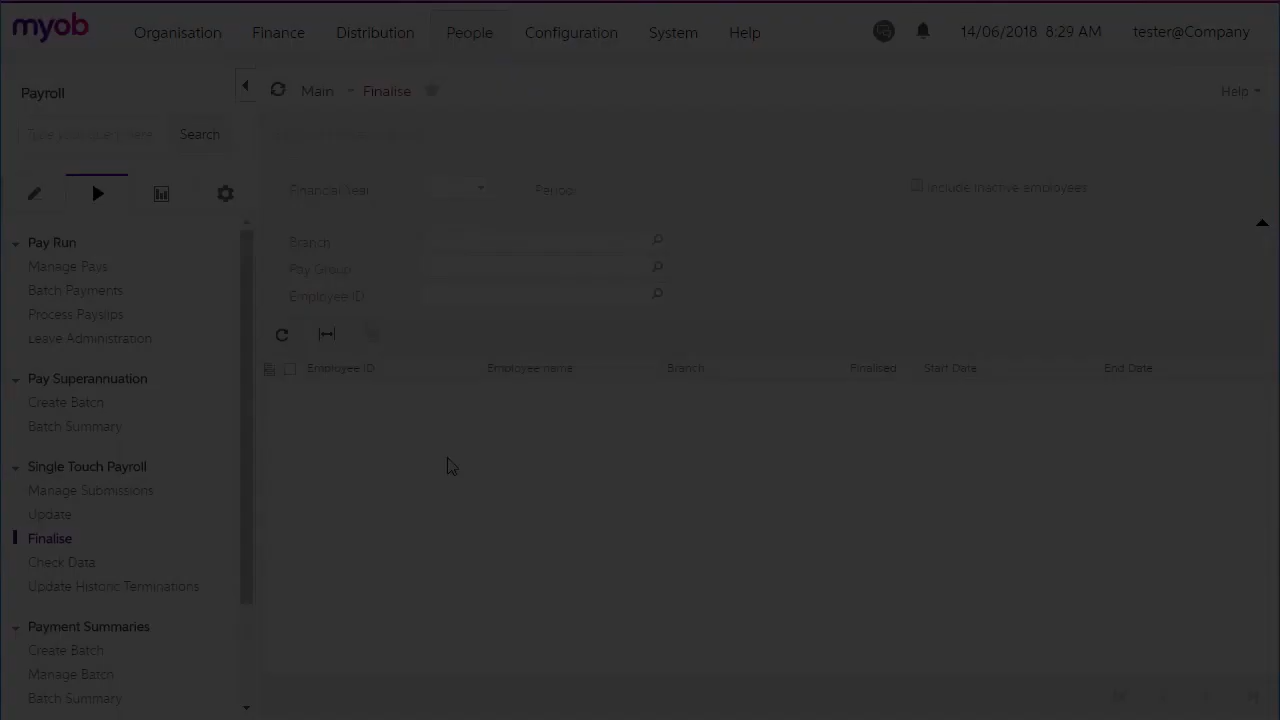 myob
Organisation Finance Distribution People Configuration System Help 14/06/2018 8:29 AM tester@Company
Payroll
Main Finalise Help
Type your query here Search
Financial Year Period Include inactive employees
Branch
Pay Group
Employee ID
Employee ID Employee name Branch Finalised Start Date End Date
Pay Run
Manage Pays
Batch Payments
Process Payslips
Leave Administration
Pay Superannuation
Create Batch
Batch Summary
Single Touch Payroll
Manage Submissions
Update
Finalise
Check Data
Update Historic Terminations
Payment Summaries
Create Batch
Manage Batch
Batch Summary